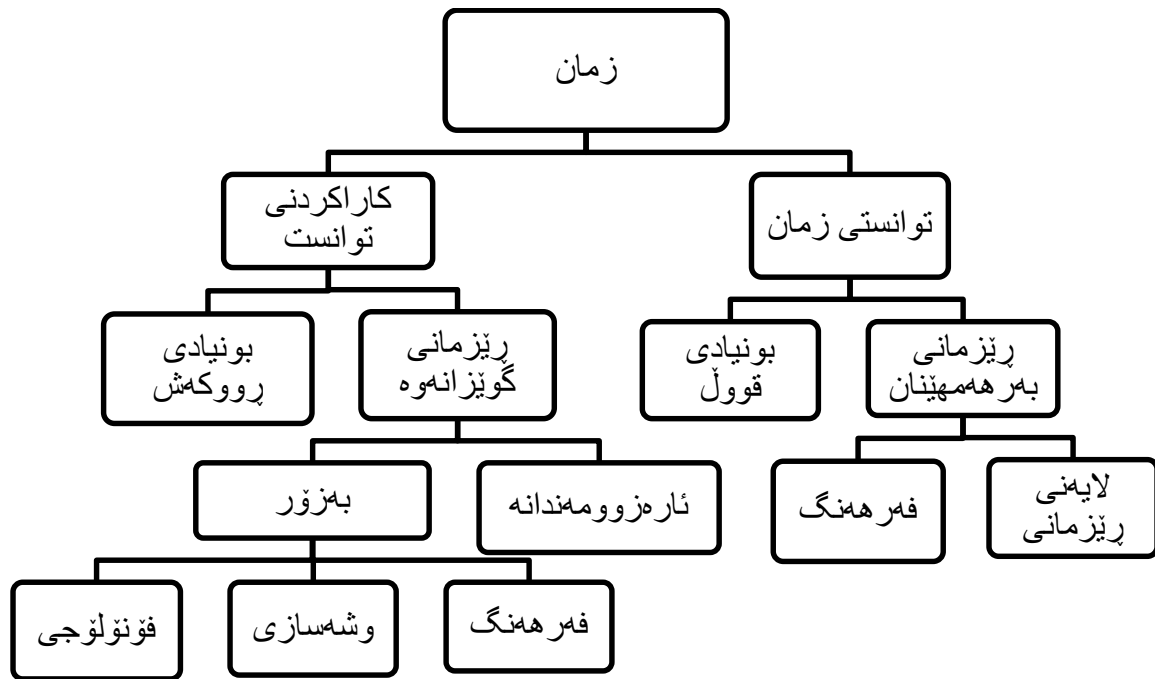 زمان
توانستی زمان
کاراکردنی
توانست
ڕێزمانی
بەرهەمهێنان
بونیادی
قووڵ
ڕێزمانی
گوێزانەوە
بونیادی
ڕووکەش
لایەنی
ڕێزمانی
فەرهەنگ
ئارەزوومەندانە
بەزۆر
فەرهەنگ
وشەسازی
فۆنۆلۆجی